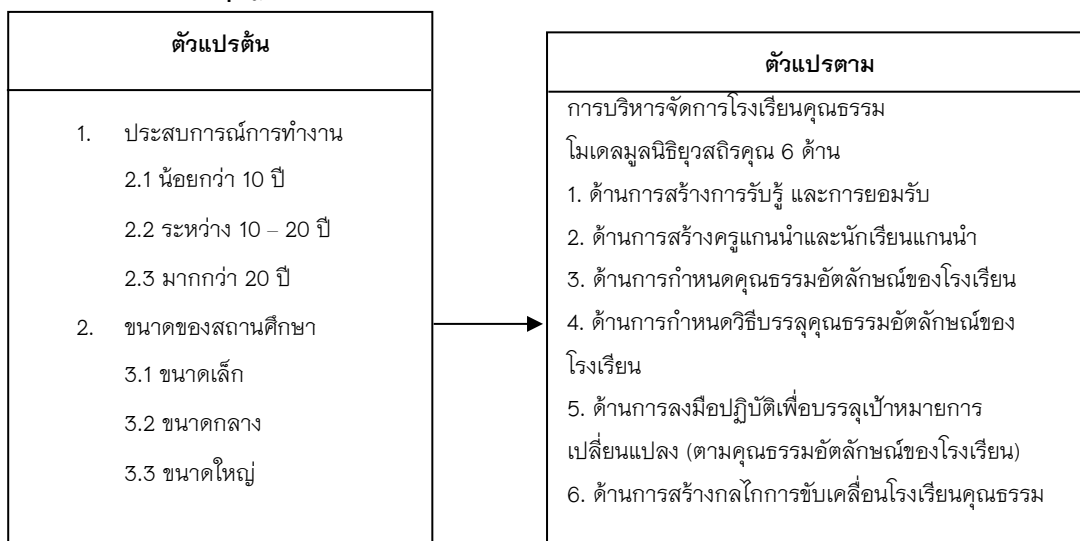 ตัวแปรต้น
1. ประสบการณ์การทำงาน
2.1 น้อยกว่า 10 ปี
2.2 ระหว่าง 10 – 20 ปี
2.3 มากกว่า 20 ปี
2. ขนาดของสถานศึกษา
3.1 ขนาดเล็ก
3.2 ขนาดกลาง
3.3 ขนาดใหญ่
ตัวแปรตาม
การบริหารจัดการโรงเรียนคุณธรรม
โมเดลมูลนิธิยุวสถิรคุณ 6 ด้าน
1. ด้านการสร้างการรับรู้ และการยอมรับ
2. ด้านการสร้างครูแกนนำและนักเรียนแกนนำ
3. ด้านการกำหนดคุณธรรมอัตลักษณ์ของโรงเรียน
4. ด้านการกำหนดวิธีบรรลุคุณธรรมอัตลักษณ์ของ
โรงเรียน
5. ด้านการลงมือปฏิบัติเพื่อบรรลุเป้าหมายการ
เปลี่ยนแปลง (ตามคุณธรรมอัตลักษณ์ของโรงเรียน)
6. ด้านการสร้างกลไกการขับเคลื่อนโรงเรียนคุณธรรม